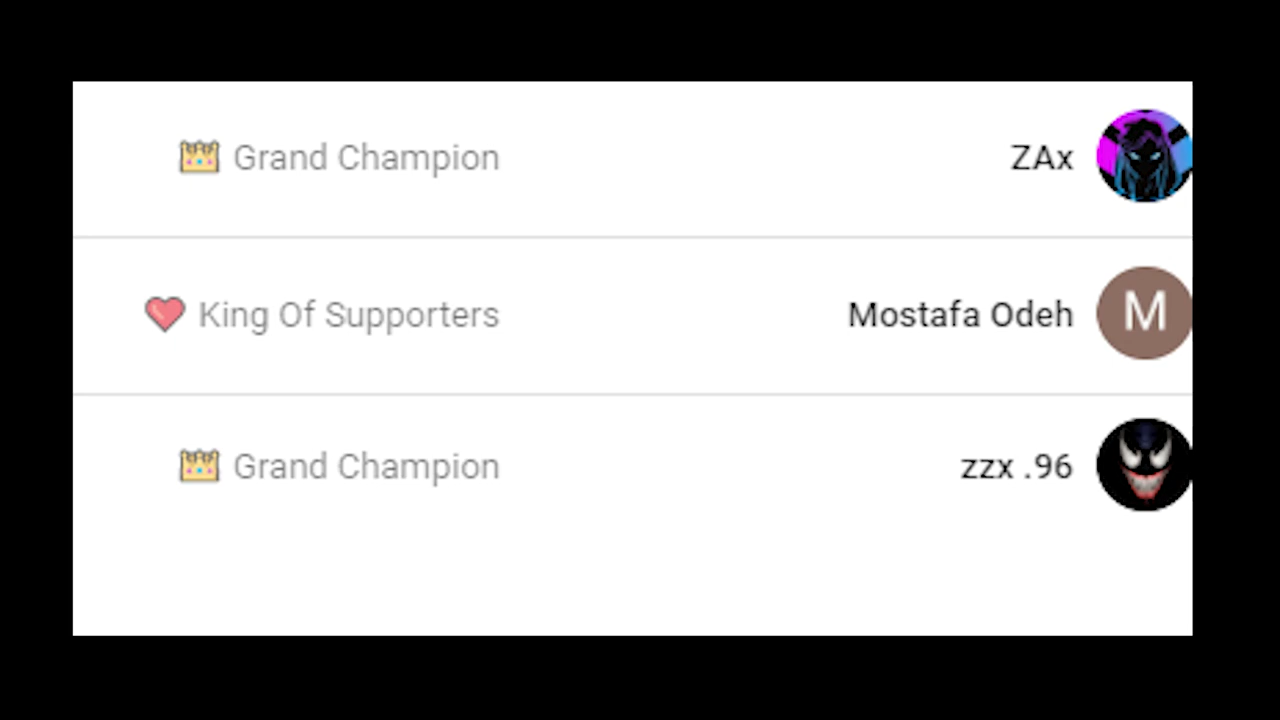 👑 Grand Champion ZAx
❤️ King Of Supporters Mostafa Odeh M
👑 Grand Champion zzx .96